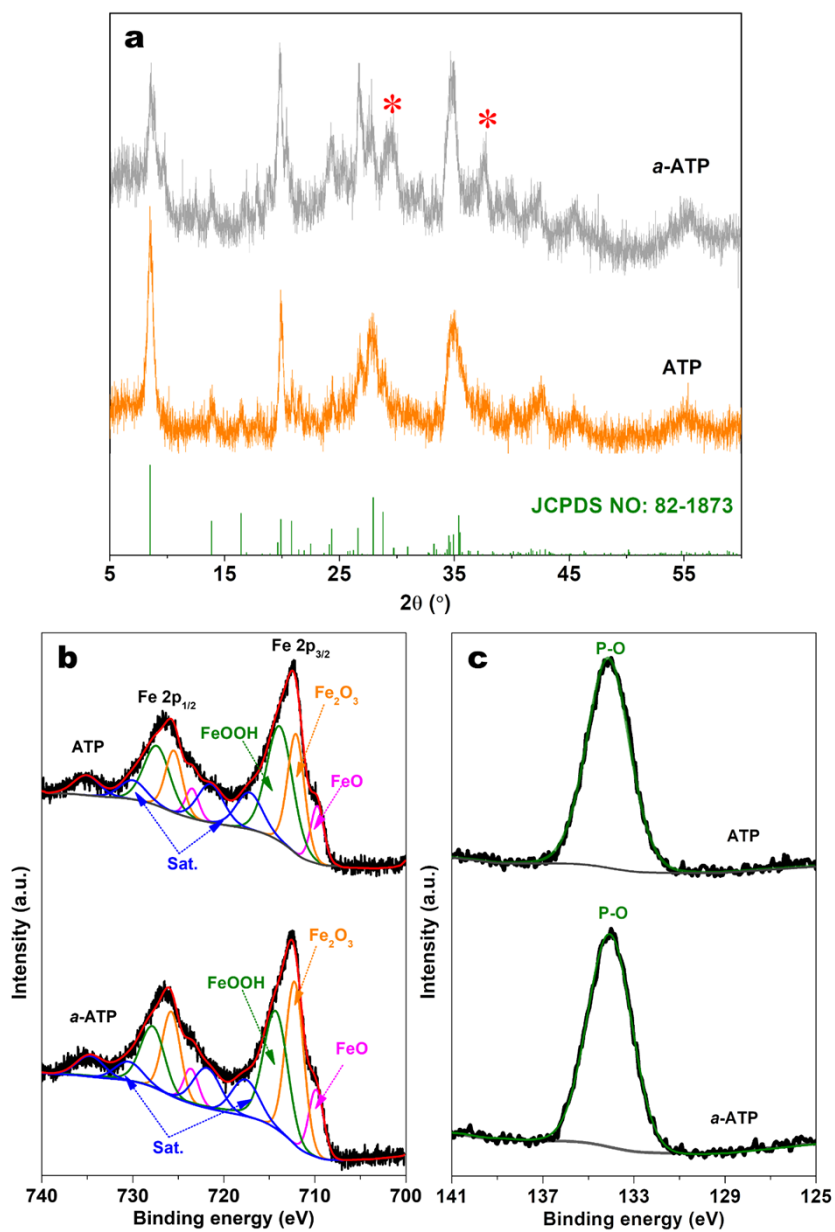 a
*
*
a-ATP
ATP
JCPDS NO: 82-1873
5 15 25 35 45 55
2θ (°)
b
Fe 2p3/2
Fe 2p1/2
Fe2O3
FeOOH
ATP
FeO
Sat.
Fe2O3
FeOOH
a-ATP
FeO
Sat.
Intensity (a.u.)
740 730 720 710 700
Binding energy (eV)
c
P-O
ATP
P-O
a-ATP
Intensity (a.u.)
141 137 133 129 125
Binding energy (eV)